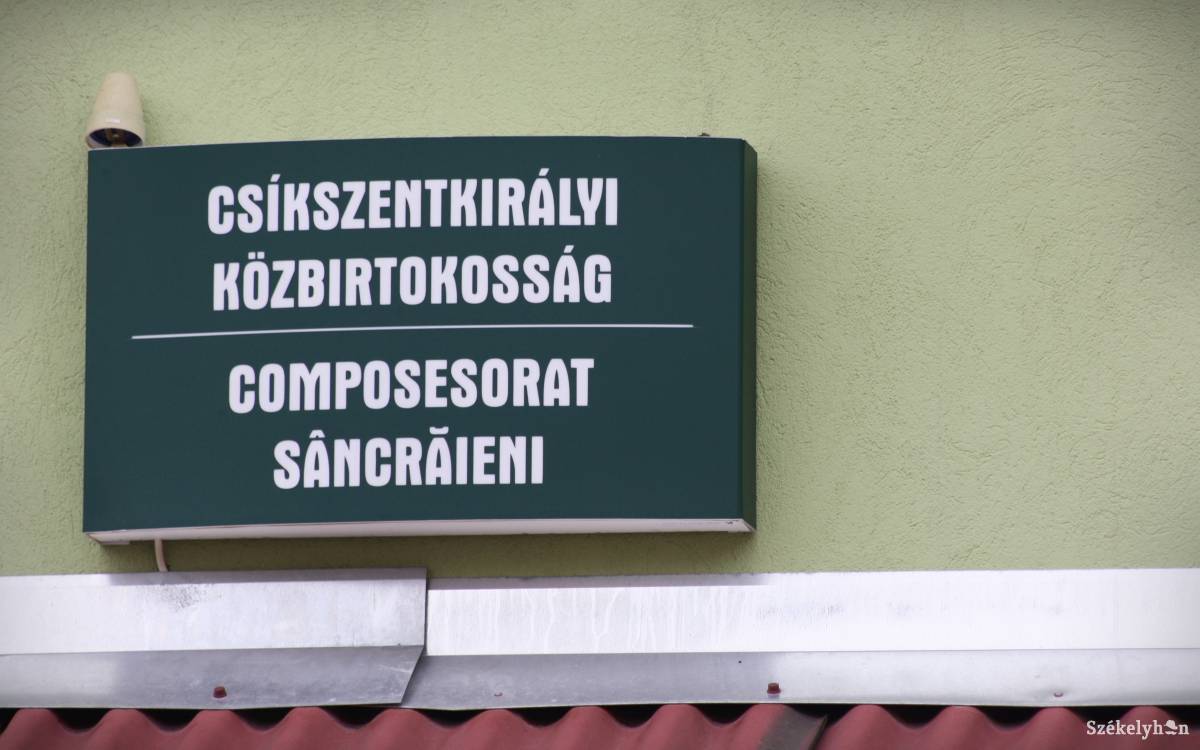 CSÍKSZENTKIRÁLYI
KÖZBIRTOKOSSÁG
COMPOSESORAT
SÂNCRĂIENI
Székelyhon